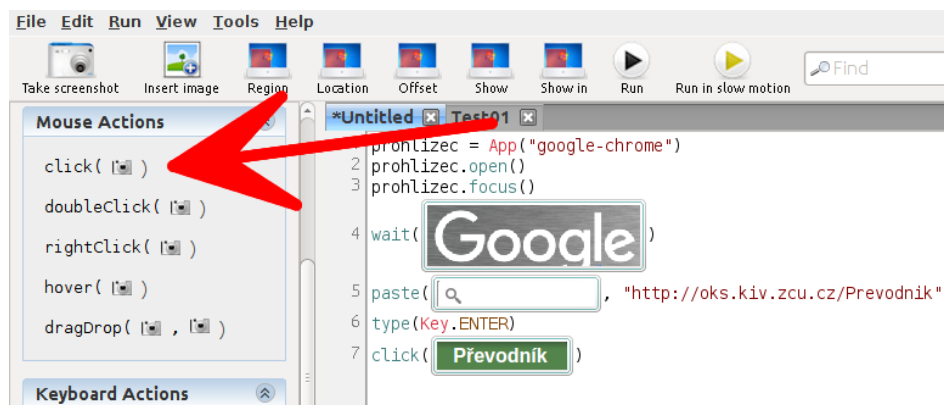 File Edit Run View Tools Help
Take screenshot Insert image Region Location Offset Show Show in Run Run in slow motion Find
Mouse Actions
*Untitled Test01
click( )
doubleClick( )
rightClick( )
hover( )
dragDrop( , )
Keyboard Actions
1 prohlizec = App("google-chrome")
2 prohlizec.open()
3 prohlizec.focus()
4 wait( Google )
5 paste( , "http://oks.kiv.zcu.cz/Prevodnik"
6 type(Key.ENTER)
7 click( Převodník )